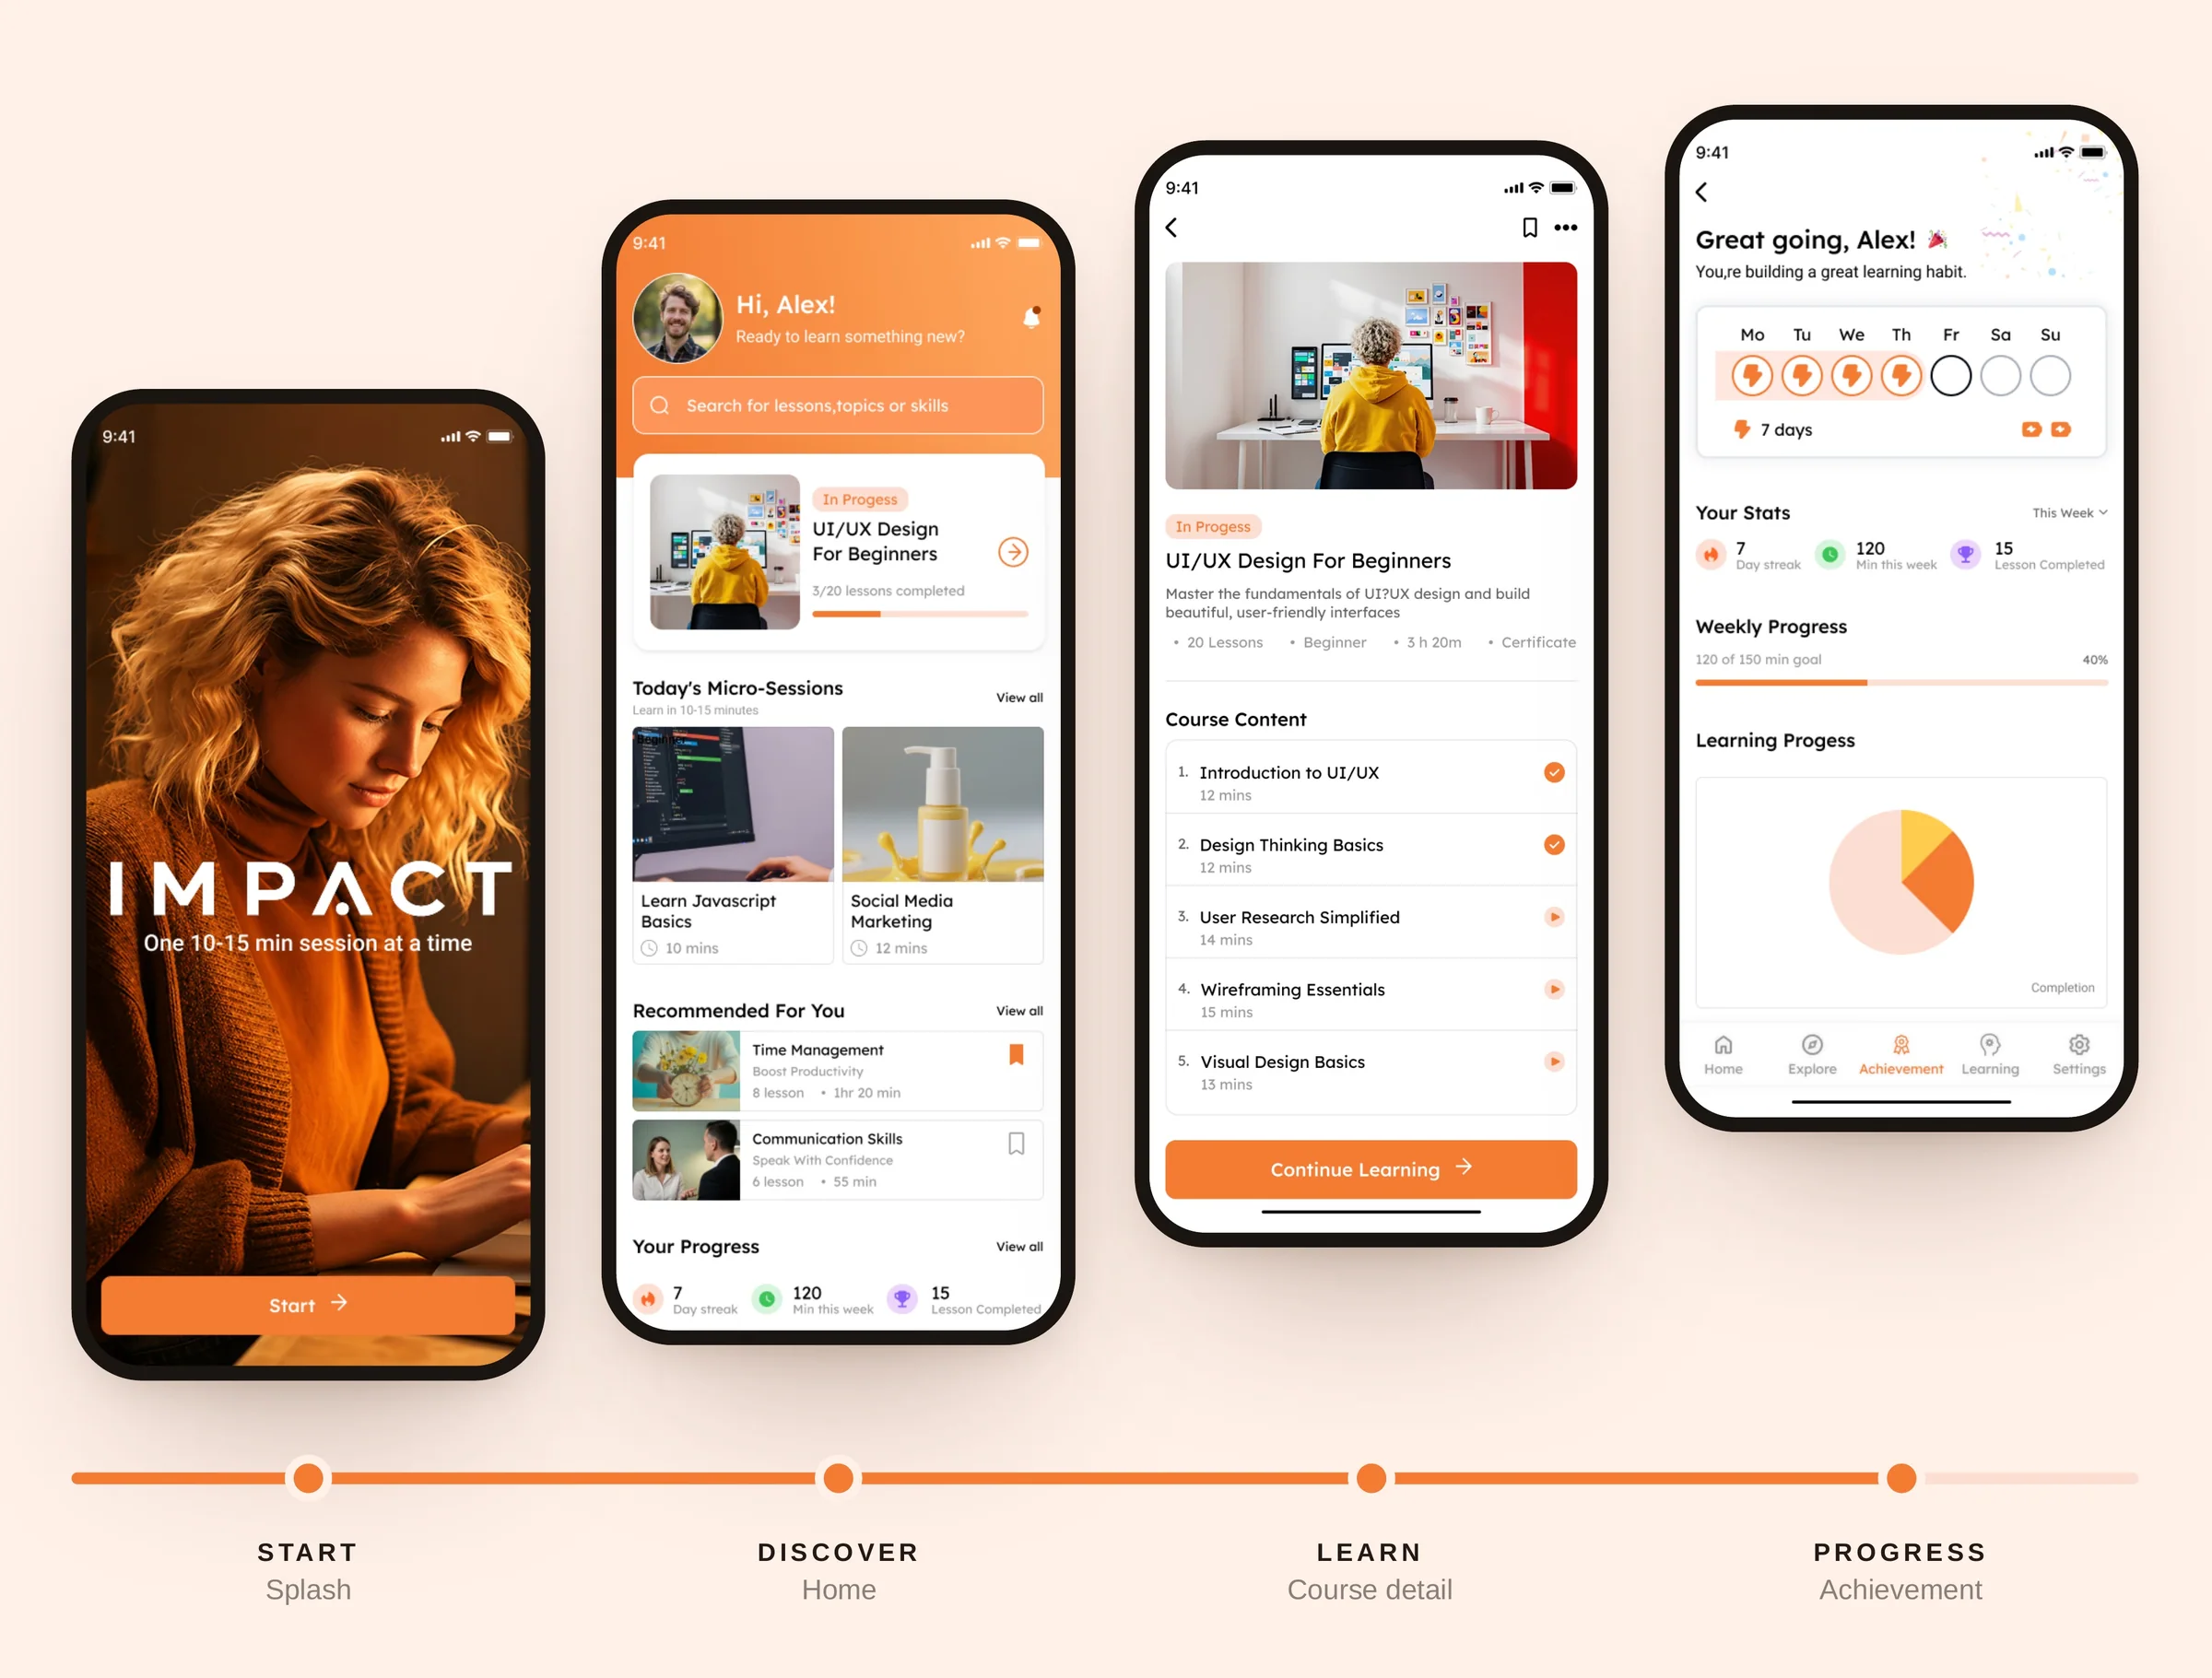 9:41
IMPACT
One 10-15 min session at a time
Start
9:41
Hi, Alex!
Ready to learn something new?
Search for lessons,topics or skills
In Progess
UI/UX Design
For Beginners
3/20 lessons completed
Today's Micro-Sessions
View all
Learn in 10-15 minutes
Beginner
Learn Javascript
Basics
10 mins
Social Media
Marketing
12 mins
Recommended For You
View all
Time Management
Boost Productivity
8 lesson • 1hr 20 min
Communication Skills
Speak With Confidence
6 lesson • 55 min
Your Progress
View all
7
Day streak
120
Min this week
15
Lesson Completed
9:41
In Progess
UI/UX Design For Beginners
Master the fundamentals of UI?UX design and build
beautiful, user-friendly interfaces
• 20 Lessons • Beginner • 3 h 20m • Certificate
Course Content
1. Introduction to UI/UX
12 mins
2. Design Thinking Basics
12 mins
3. User Research Simplified
14 mins
4. Wireframing Essentials
15 mins
5. Visual Design Basics
13 mins
Continue Learning
9:41
Great going, Alex!
You,re building a great learning habit.
Mo Tu We Th Fr Sa Su
7 days
Your Stats
This Week
7
Day streak
120
Min this week
15
Lesson Completed
Weekly Progress
120 of 150 min goal
40%
Learning Progess
Completion
Home Explore Achievement Learning Settings
START
Splash
DISCOVER
Home
LEARN
Course detail
PROGRESS
Achievement